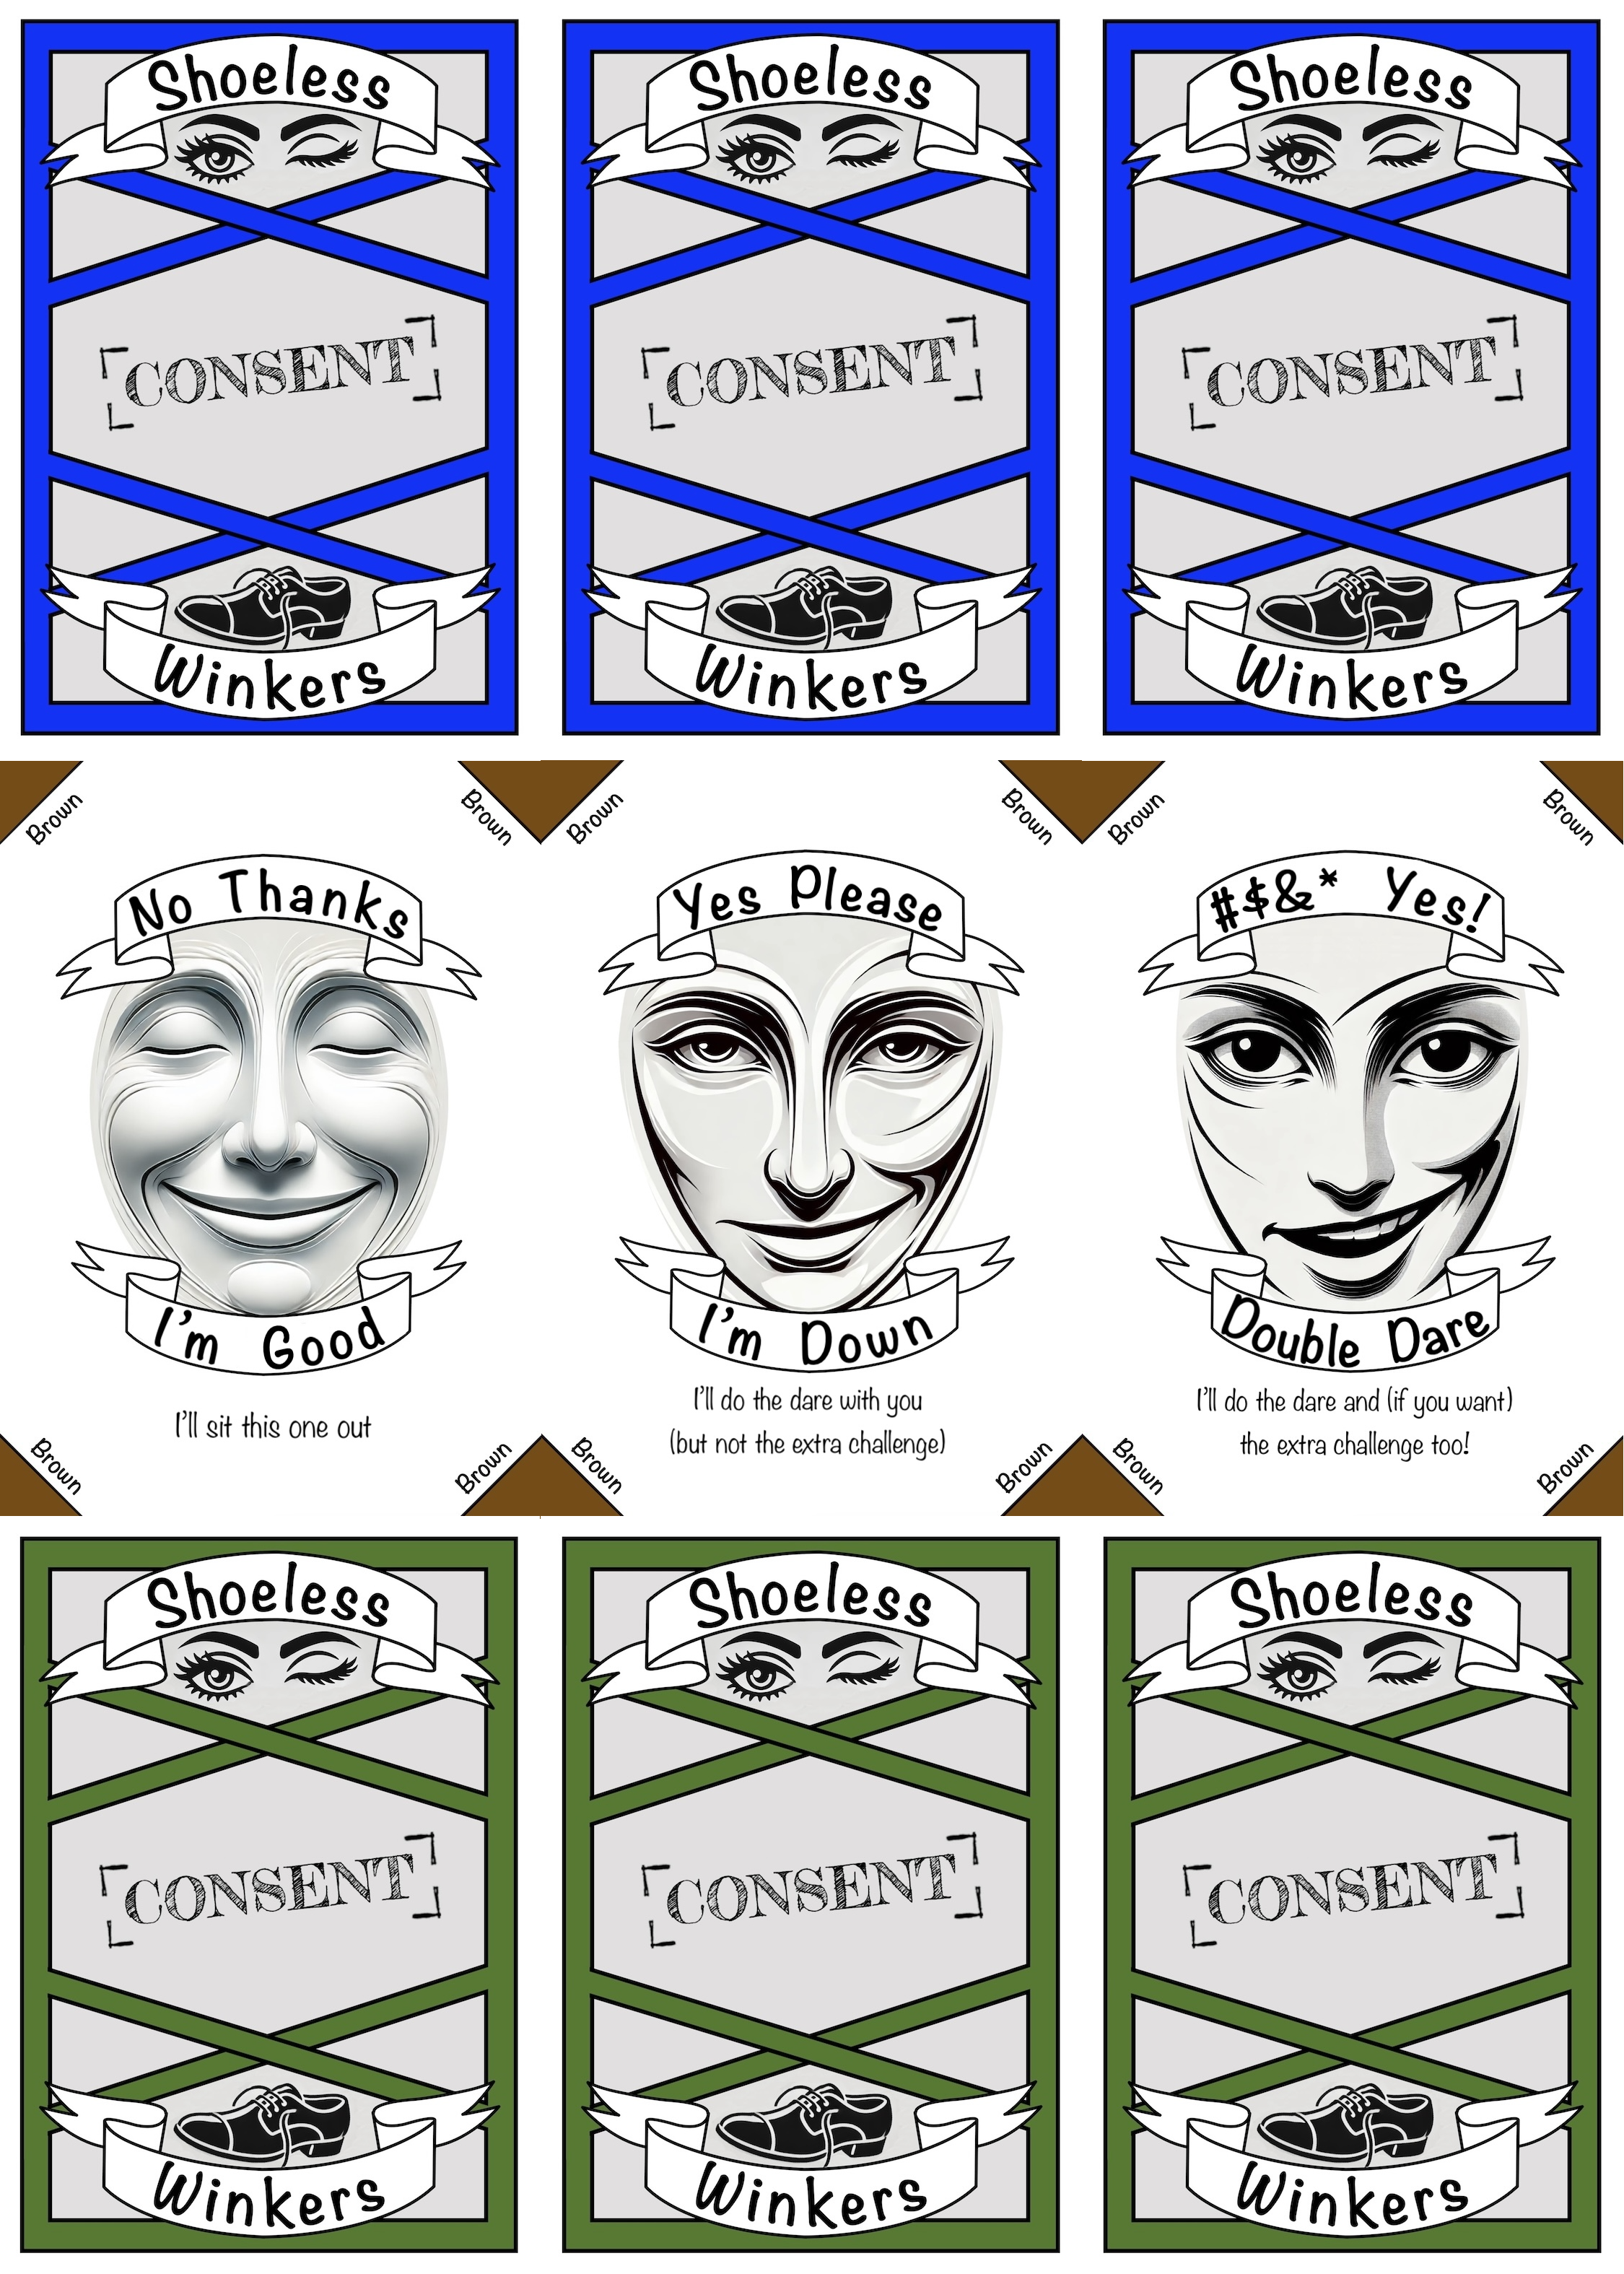 Shoeless Shoeless Shoeless
CONSENT CONSENT CONSENT
Winkers Winkers Winkers
Brown Brown Brown Brown Brown Brown
No Thanks Yes Please #$&* Yes!
I'm Good I'm Down Double Dare
I'll sit this one out
I'll do the dare with you
(but not the extra challenge)
I'll do the dare and (if you want)
the extra challenge too!
Brown Brown Brown Brown Brown Brown
Shoeless Shoeless Shoeless
CONSENT CONSENT CONSENT
Winkers Winkers Winkers